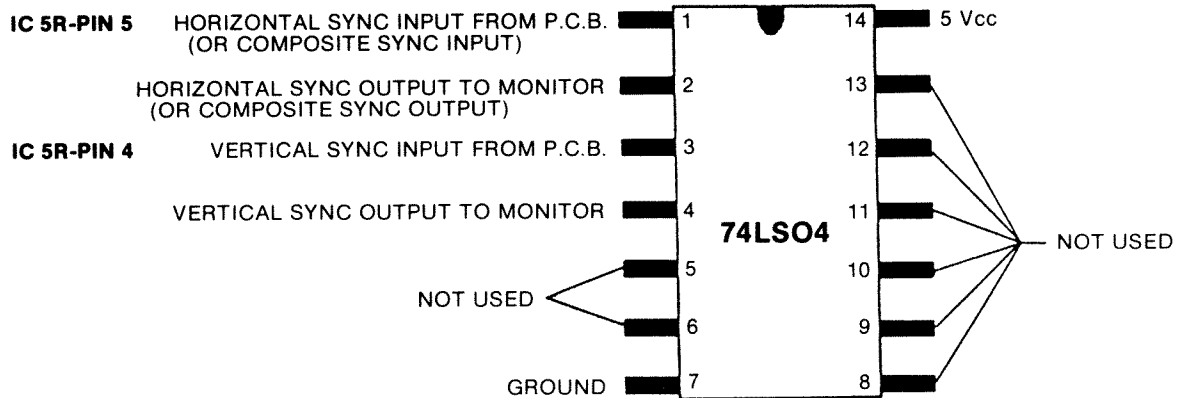 IC 5R-PIN 5 HORIZONTAL SYNC INPUT FROM P.C.B. 1 14 5 Vcc
(OR COMPOSITE SYNC INPUT)
HORIZONTAL SYNC OUTPUT TO MONITOR 2 13
(OR COMPOSITE SYNC OUTPUT)
IC 5R-PIN 4 VERTICAL SYNC INPUT FROM P.C.B. 3 12
VERTICAL SYNC OUTPUT TO MONITOR 4 11
74LSO4
NOT USED
5 10
NOT USED
6 9
GROUND 7 8